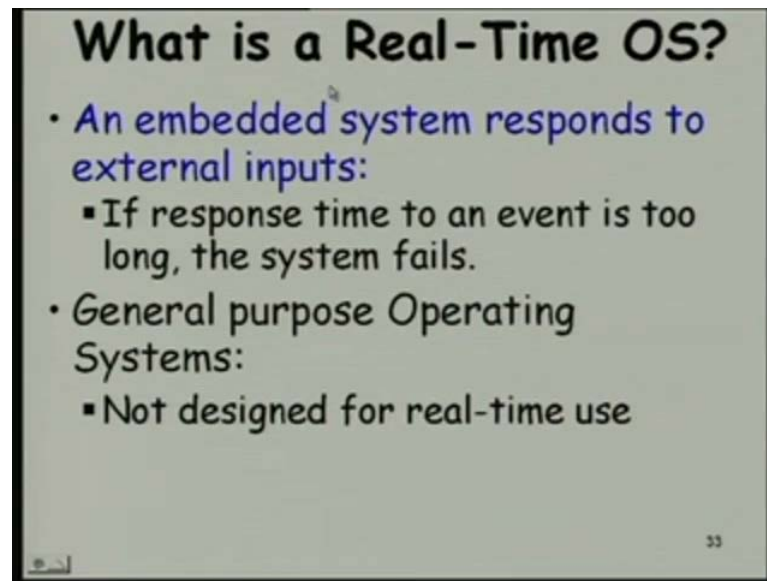 What is a Real-Time OS?
• An embedded system responds to
external inputs:
▪ If response time to an event is too
long, the system fails.
• General purpose Operating
Systems:
▪ Not designed for real-time use
33